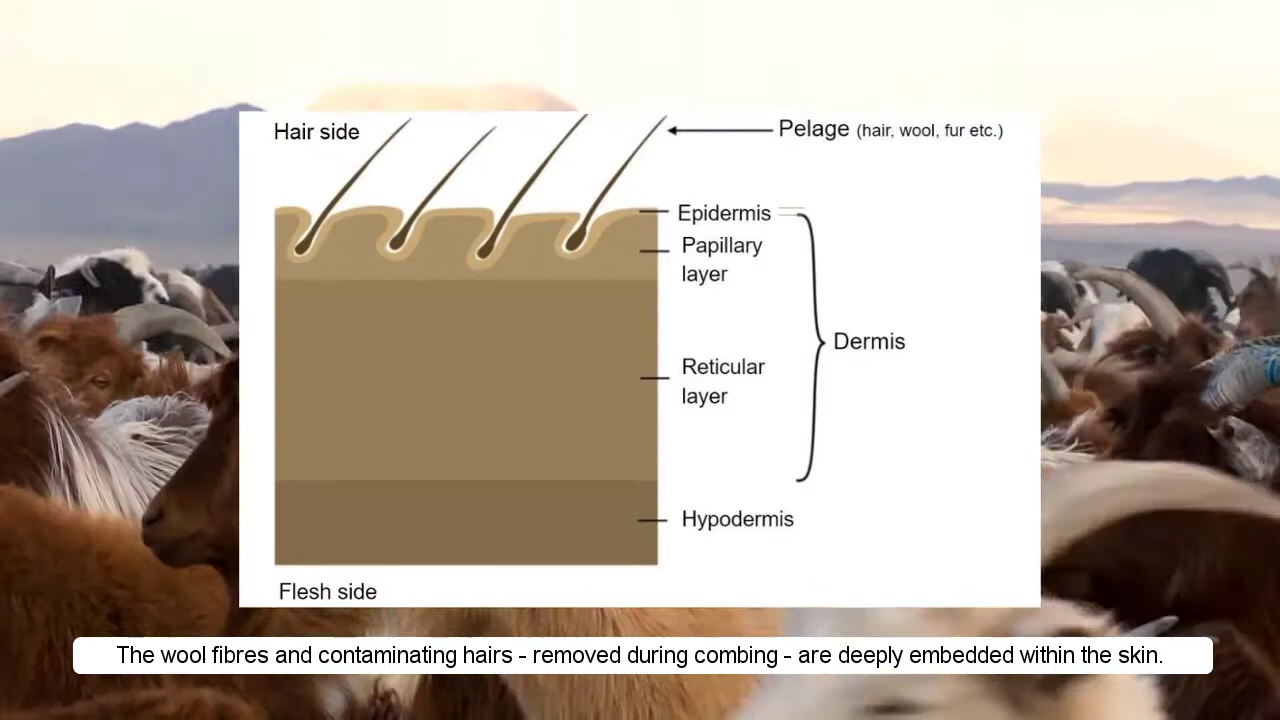 Hair side
Pelage (hair, wool, fur etc.)
Epidermis
Papillary
layer
Reticular
layer
Dermis
Hypodermis
Flesh side
The wool fibres and contaminating hairs - removed during combing - are deeply embedded within the skin.